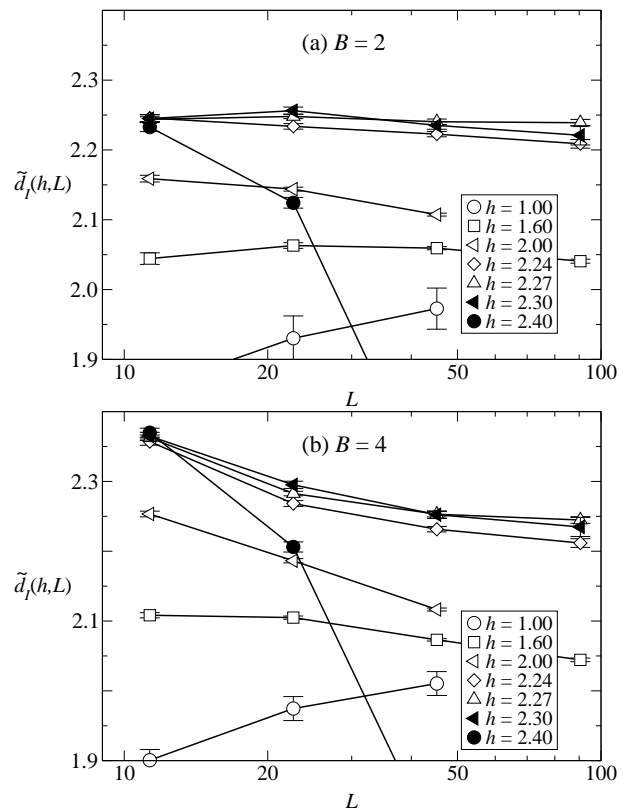 (a) B = 2
2.3
2.2
d̃_I(h,L)
2.1
2.0
1.9
h = 1.00
h = 1.60
h = 2.00
h = 2.24
h = 2.27
h = 2.30
h = 2.40
10 20 50 100
L
(b) B = 4
2.3
d̃_I(h,L)
2.1
1.9
h = 1.00
h = 1.60
h = 2.00
h = 2.24
h = 2.27
h = 2.30
h = 2.40
10 20 50 100
L